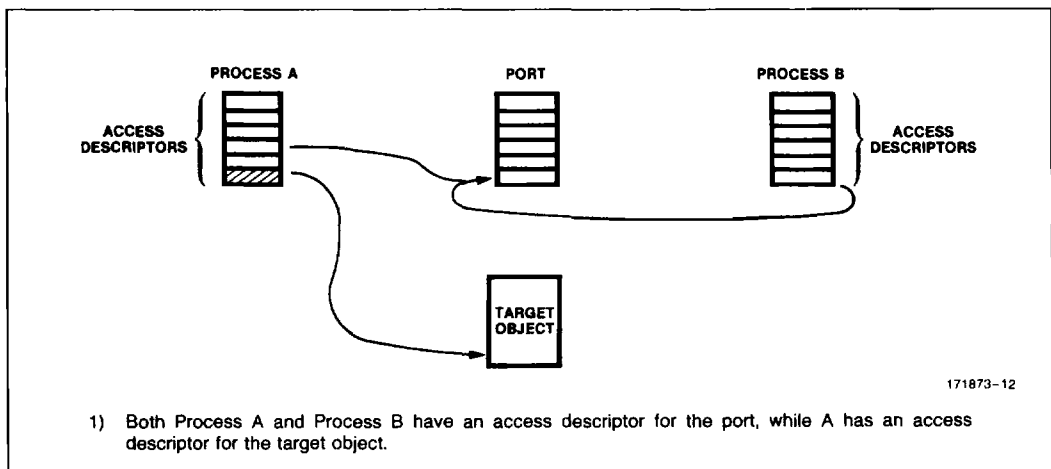 PROCESS A
PORT
PROCESS B
ACCESS
DESCRIPTORS
ACCESS
DESCRIPTORS
TARGET
OBJECT
171873-12
1) Both Process A and Process B have an access descriptor for the port, while A has an access
descriptor for the target object.